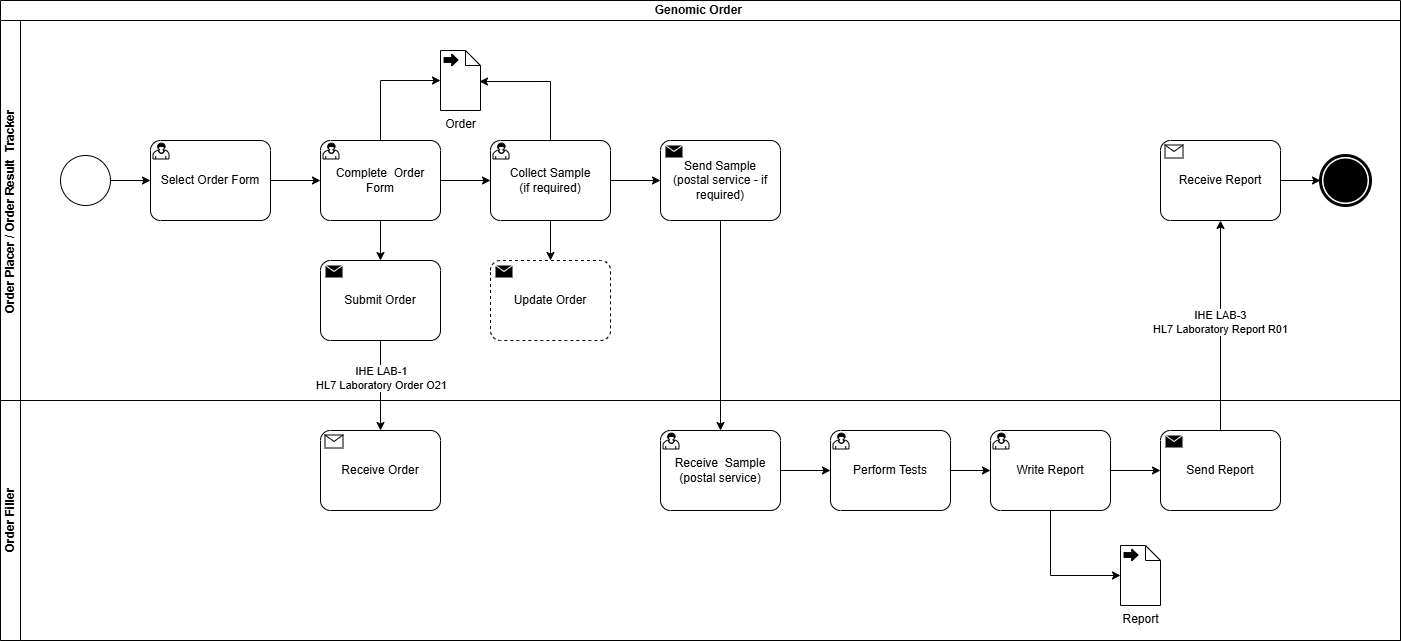 Genomic Order
Order Placer / Order Result Tracker
Order
Select Order Form
Complete Order
Form
Collect Sample
(if required)
Send Sample
(postal service - if
required)
Receive Report
Submit Order
Update Order
IHE LAB-3
HL7 Laboratory Report R01
IHE LAB-1
HL7 Laboratory Order O21
Order Filler
Receive Order
Receive Sample
(postal service)
Perform Tests
Write Report
Send Report
Report